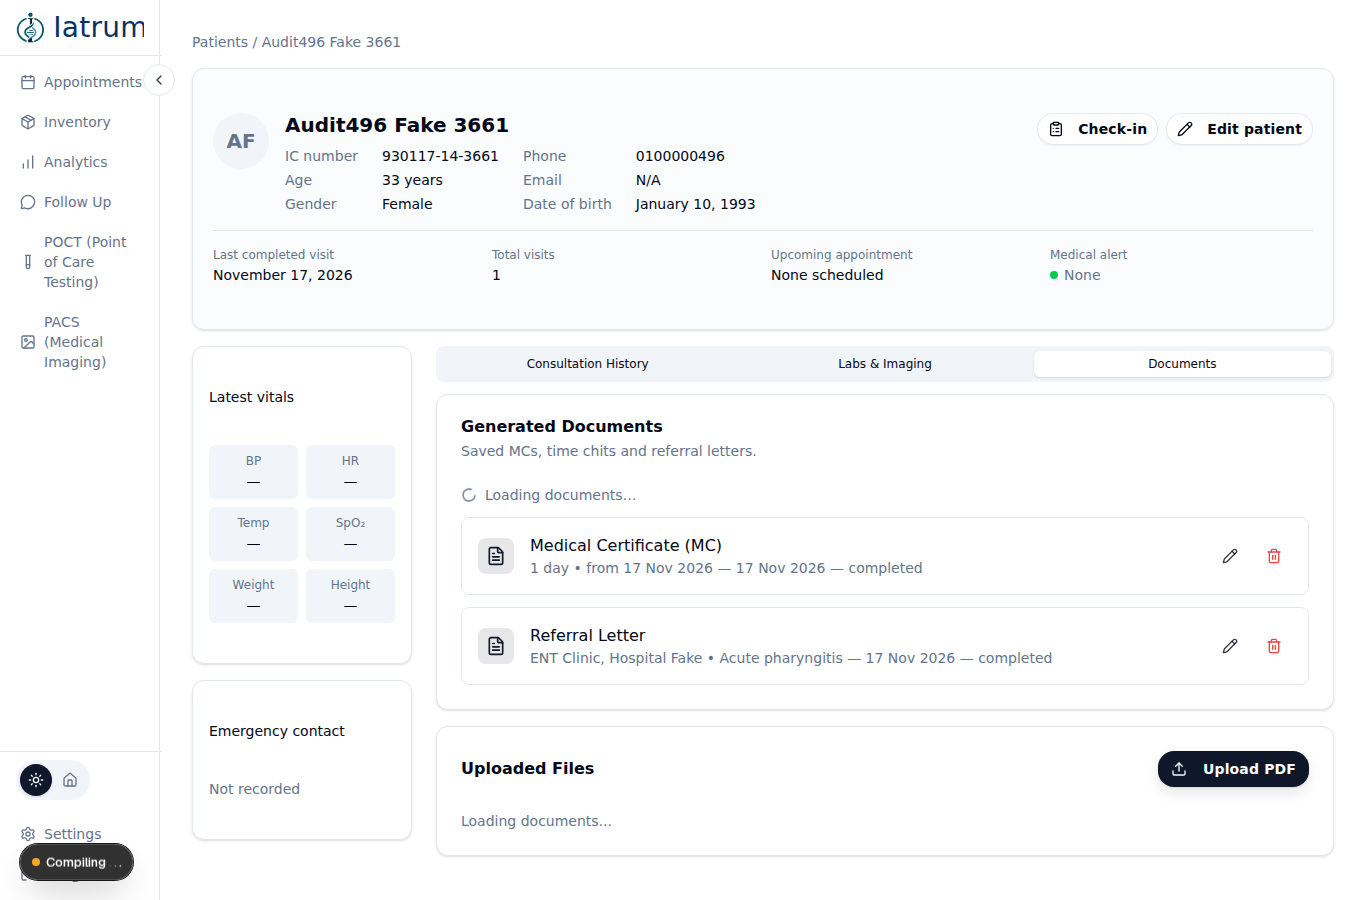 Iatrum
Appointments
Inventory
Analytics
Follow Up
POCT (Point
of Care
Testing)
PACS
(Medical
Imaging)
Settings
Compiling ...
Patients / Audit496 Fake 3661
AF
Audit496 Fake 3661
Check-in
Edit patient
IC number 930117-14-3661 Phone 0100000496
Age 33 years Email N/A
Gender Female Date of birth January 10, 1993
Last completed visit Total visits Upcoming appointment Medical alert
November 17, 2026 1 None scheduled None
Latest vitals
BP HR
— —
Temp SpO₂
— —
Weight Height
— —
Emergency contact
Not recorded
Consultation History Labs & Imaging Documents
Generated Documents
Saved MCs, time chits and referral letters.
Loading documents...
Medical Certificate (MC)
1 day • from 17 Nov 2026 — 17 Nov 2026 — completed
Referral Letter
ENT Clinic, Hospital Fake • Acute pharyngitis — 17 Nov 2026 — completed
Uploaded Files
Upload PDF
Loading documents...